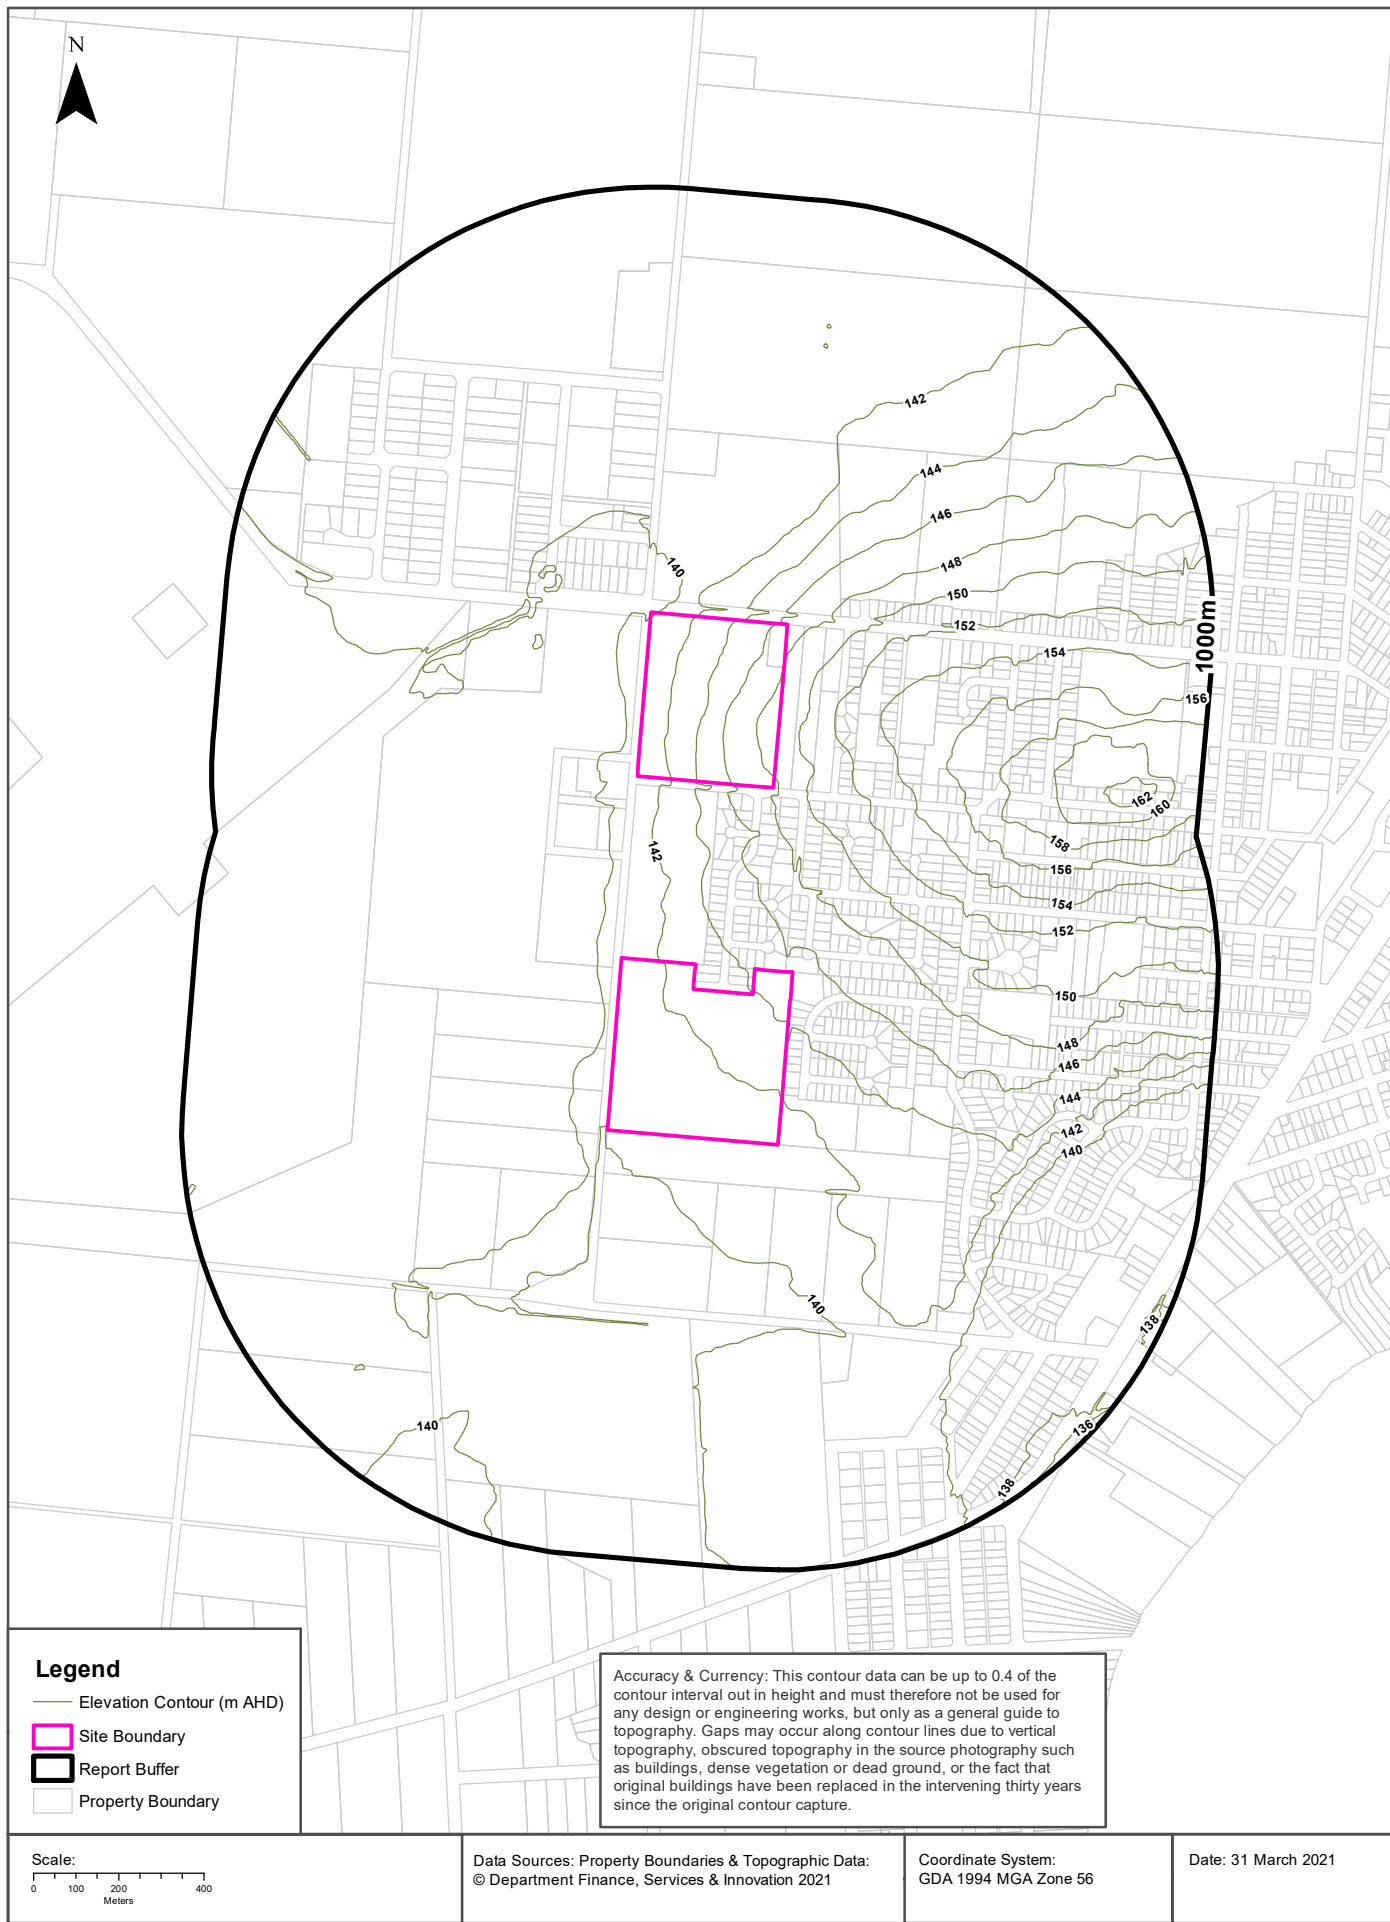 N
142
144
146
148
150
152
154
156
1000m
140
162
160
158
142
156
154
152
150
148
146
144
142
140
140
138
140
136
138
Legend
Elevation Contour (m AHD)
Site Boundary
Report Buffer
Property Boundary
Accuracy & Currency: This contour data can be up to 0.4 of the
contour interval out in height and must therefore not be used for
any design or engineering works, but only as a general guide to
topography. Gaps may occur along contour lines due to vertical
topography, obscured topography in the source photography such
as buildings, dense vegetation or dead ground, or the fact that
original buildings have been replaced in the intervening thirty years
since the original contour capture.
Scale:
0 100 200 400
Meters
Data Sources: Property Boundaries & Topographic Data:
© Department Finance, Services & Innovation 2021
Coordinate System:
GDA 1994 MGA Zone 56
Date: 31 March 2021